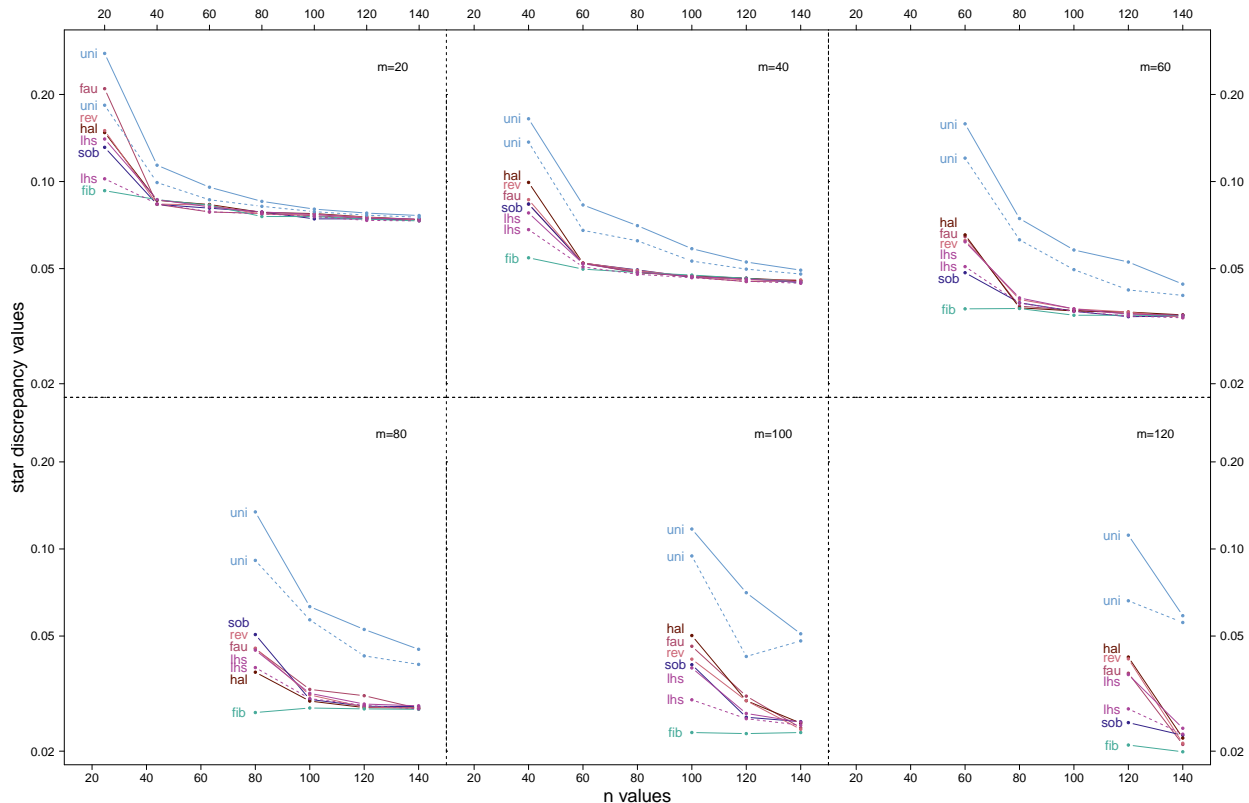 20 40 60 80 100 120 140 20 40 60 80 100 120 140 20 40 60 80 100 120 140
m=20
m=40
m=60
uni
fau
uni
rev
hal
lhs
sob
lhs
fib
uni
uni
hal
rev
fau
sob
lhs
lhs
fib
uni
uni
hal
fau
rev
lhs
lhs
sob
fib
0.20
0.10
0.05
0.02
0.20
0.10
0.05
0.02
star discrepancy values
m=80
m=100
m=120
uni
uni
sob
rev
fau
lhs
lhs
hal
fib
uni
uni
hal
fau
rev
sob
lhs
lhs
fib
uni
uni
hal
rev
fau
lhs
lhs
sob
fib
0.20
0.10
0.05
0.02
0.20
0.10
0.05
0.02
20 40 60 80 100 120 140 20 40 60 80 100 120 140 20 40 60 80 100 120 140
n values